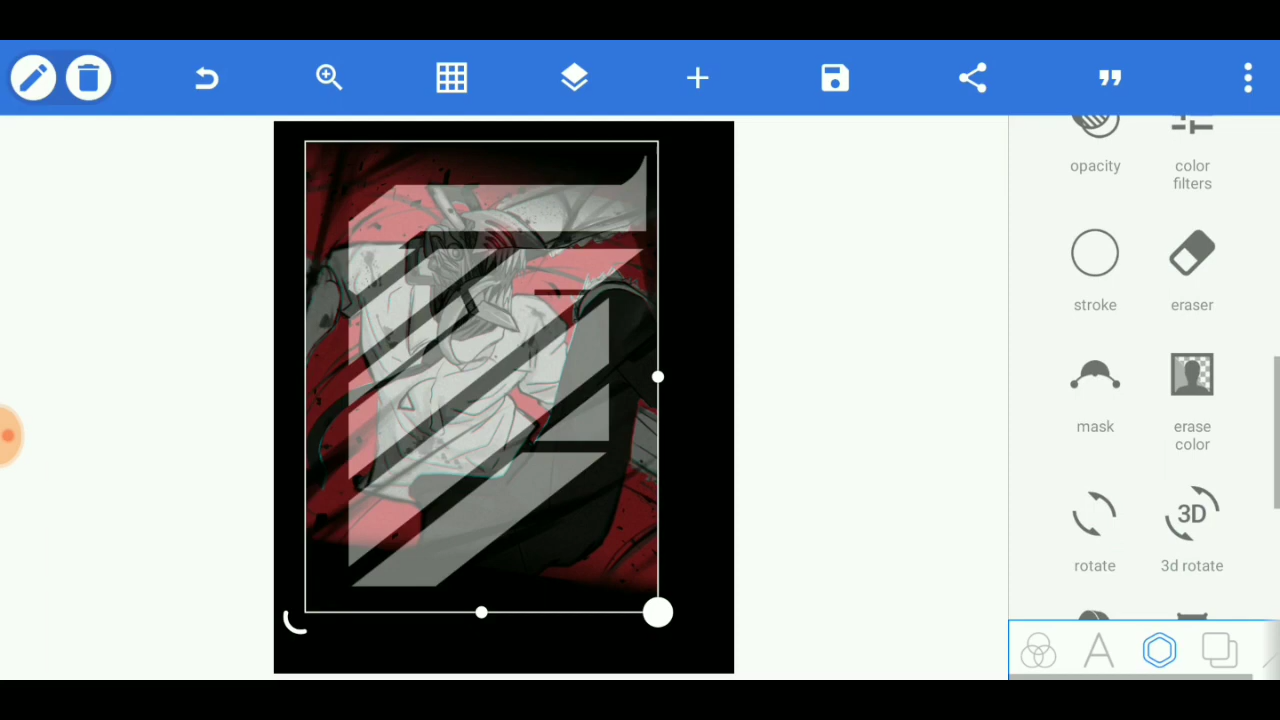 opacity
color
filters
stroke
eraser
mask
erase
color
rotate
3D
3d rotate